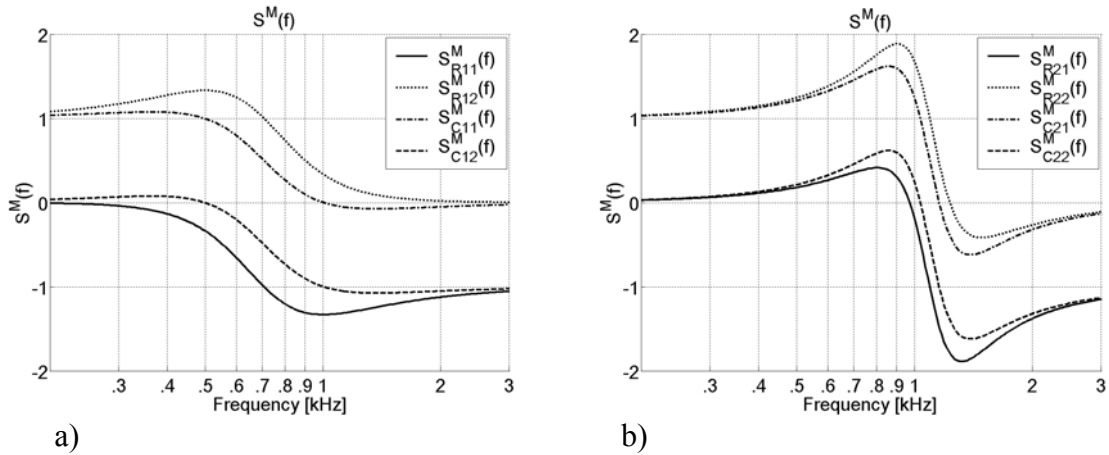 S^M(f)
2
1
0
-1
-2
S^M(f)
S^M_R11(f)
S^M_R12(f)
S^M_C11(f)
S^M_C12(f)
.3 .4 .5 .6 .7 .8 .9 1 2 3
Frequency [kHz]
a)
S^M(f)
2
1
0
-1
-2
S^M(f)
S^M_R21(f)
S^M_R22(f)
S^M_C21(f)
S^M_C22(f)
.3 .4 .5 .6 .7 .8 .9 1 2 3
Frequency [kHz]
b)